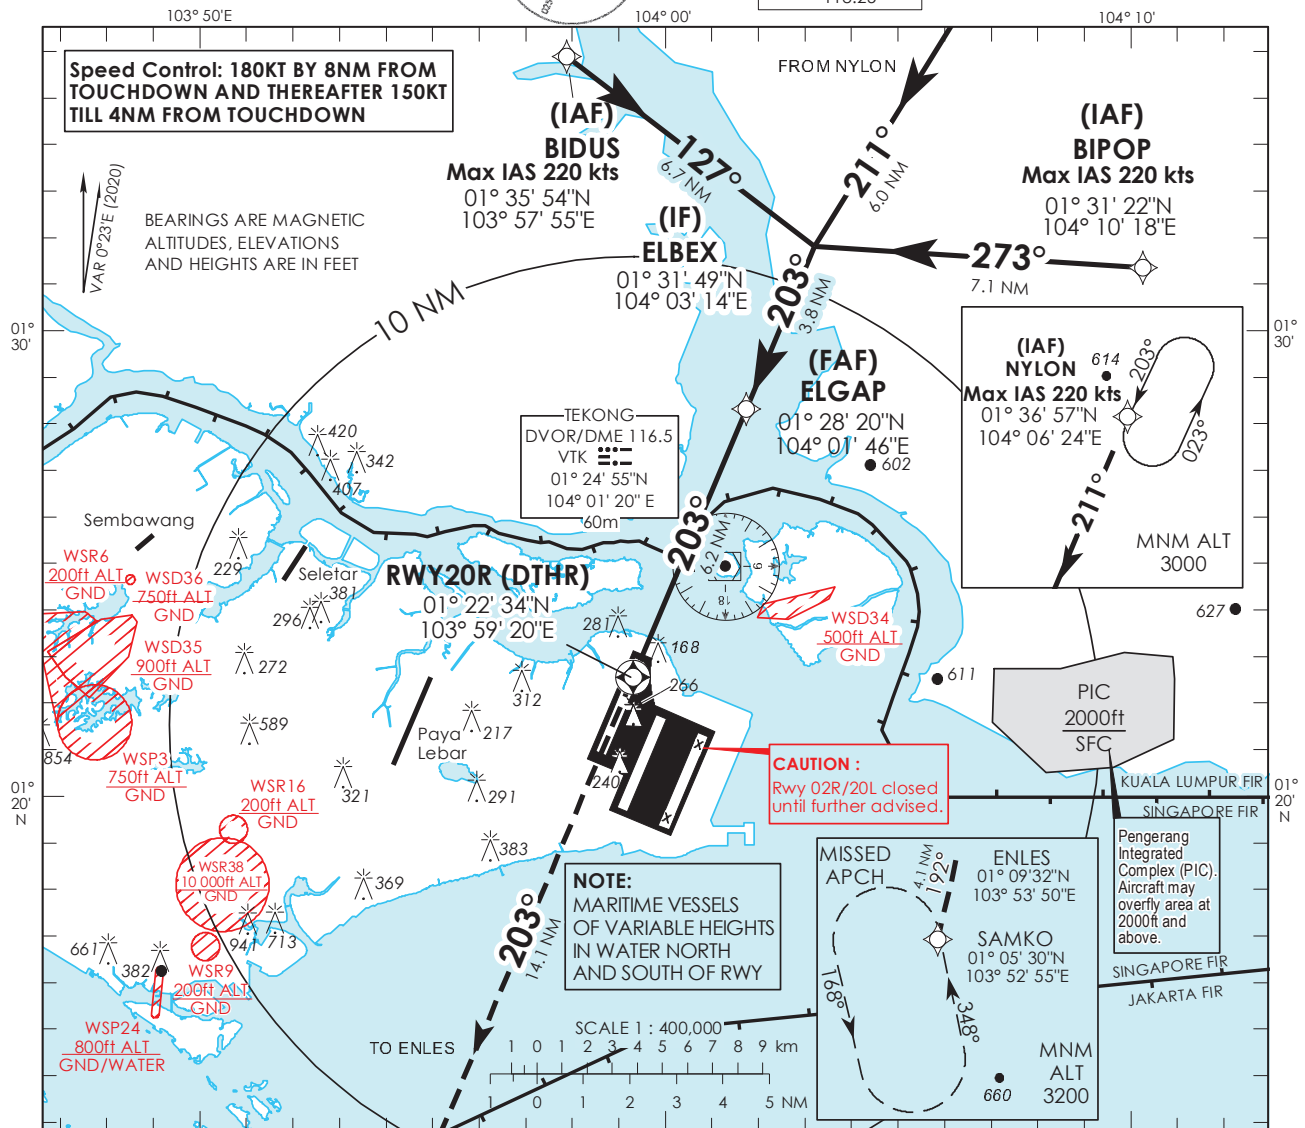 103° 50'E
104° 00'
104° 10'
025
Speed Control: 180KT BY 8NM FROM
TOUCHDOWN AND THEREAFTER 150KT
TILL 4NM FROM TOUCHDOWN
FROM NYLON
(IAF)
BIDUS
Max IAS 220 kts
01° 35' 54"N
103° 57' 55"E
127°
6.7 NM
211°
6.0 NM
(IAF)
BIPOP
Max IAS 220 kts
01° 31' 22"N
104° 10' 18"E
VAR 0°23'E (2020)
BEARINGS ARE MAGNETIC
ALTITUDES, ELEVATIONS
AND HEIGHTS ARE IN FEET
(IF)
ELBEX
01° 31' 49"N
104° 03' 14"E
273°
7.1 NM
203°
3.8 NM
10 NM
01°
30'
01°
30'
(IAF)
NYLON
Max IAS 220 kts
01° 36' 57"N
104° 06' 24"E
614
203°
023°
211°
MNM ALT
3000
(FAF)
ELGAP
01° 28' 20"N
104° 01' 46"E
602
TEKONG
DVOR/DME 116.5
VTK
01° 24' 55"N
104° 01' 20" E
60m
420
342
407
Sembawang
229
Seletar
381
296
203°
6.2 NM
9
18
RWY20R (DTHR)
01° 22' 34"N
103° 59' 20"E
WSR6
200ft ALT
GND
WSD36
750ft ALT
GND
WSD35
900ft ALT
GND
WSD34
500ft ALT
GND
627
281
168
272
312
266
611
PIC
2000ft
SFC
589
217
Paya
Lebar
854
WSP31
750ft ALT
GND
240
321
291
CAUTION :
Rwy 02R/20L closed
until further advised.
x
x
KUALA LUMPUR FIR
SINGAPORE FIR
01°
20'
N
01°
20'
N
WSR16
200ft ALT
GND
383
369
WSR38
10 000ft ALT
GND
941
713
661
382
WSR9
200ft ALT
GND
WSP24
800ft ALT
GND/WATER
203°
14.1 NM
NOTE:
MARITIME VESSELS
OF VARIABLE HEIGHTS
IN WATER NORTH
AND SOUTH OF RWY
MISSED
APCH
4.1 NM
192°
ENLES
01° 09'32"N
103° 53' 50"E
SAMKO
01° 05' 30"N
103° 52' 55"E
168°
348°
MNM
ALT
3200
660
Pengerang
Integrated
Complex (PIC).
Aircraft may
overfly area at
2000ft and
above.
SINGAPORE FIR
JAKARTA FIR
TO ENLES
SCALE 1 : 400,000
1 0 1 2 3 4 5 6 7 8 9 km
1 0 1 2 3 4 5 NM